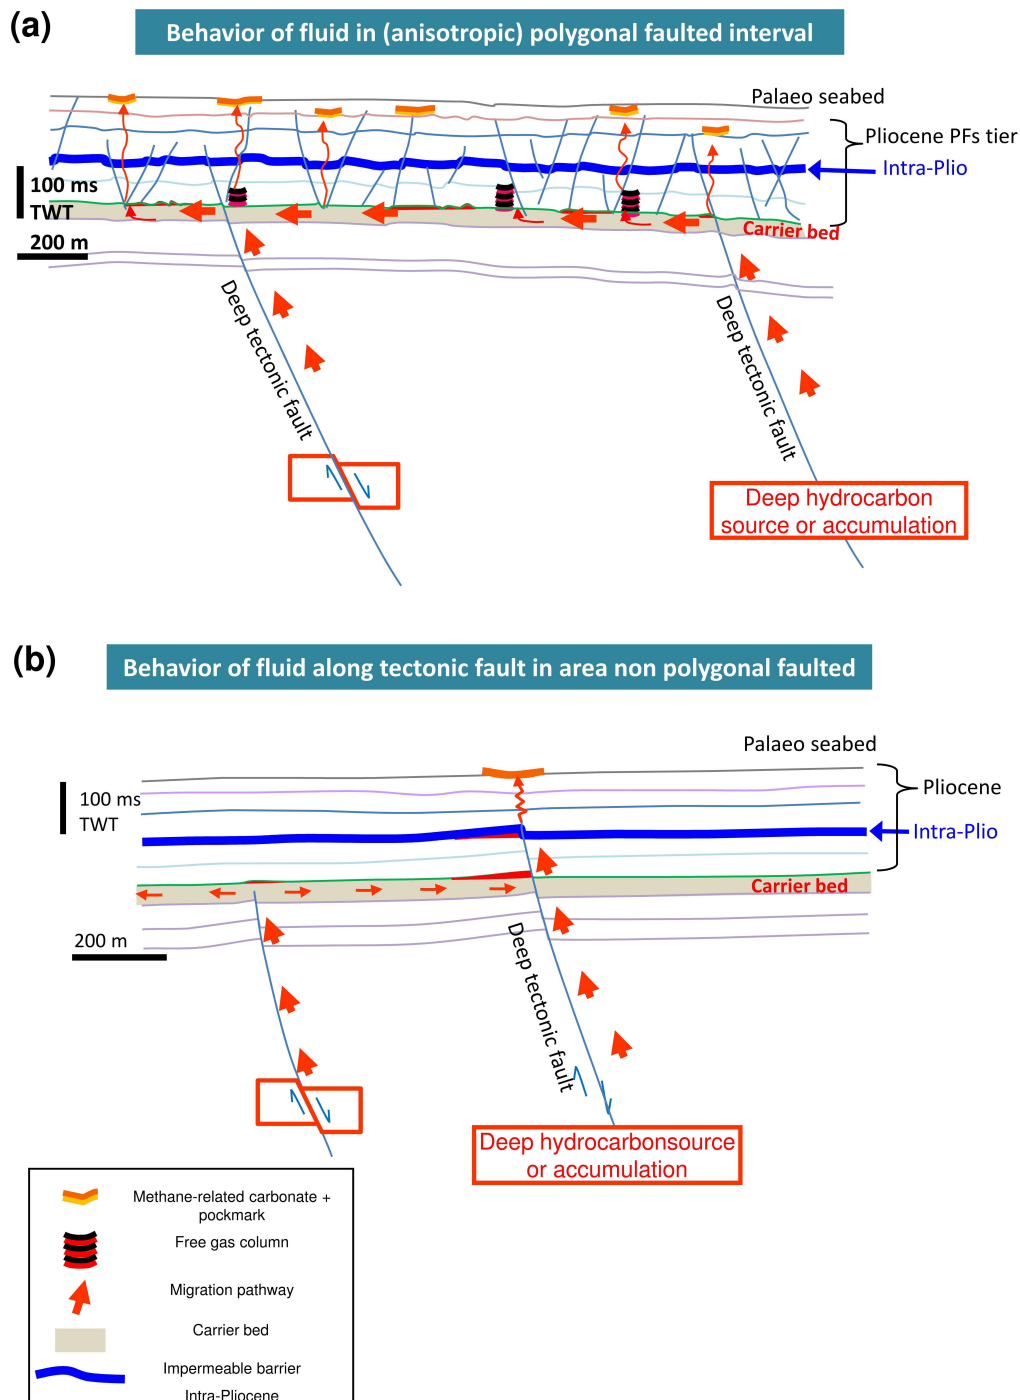 (a)
Behavior of fluid in (anisotropic) polygonal faulted interval
Palaeo seabed
Pliocene PFs tier
Intra-Plio
100 ms
TWT
200 m
Carrier bed
Deep tectonic fault
Deep tectonic fault
Deep hydrocarbon
source or accumulation
(b)
Behavior of fluid along tectonic fault in area non polygonal faulted
Palaeo seabed
100 ms
TWT
Pliocene
Intra-Plio
Carrier bed
200 m
Deep tectonic fault
Deep hydrocarbonsource
or accumulation
Methane-related carbonate +
pockmark
Free gas column
Migration pathway
Carrier bed
Impermeable barrier
Intra-Pliocene